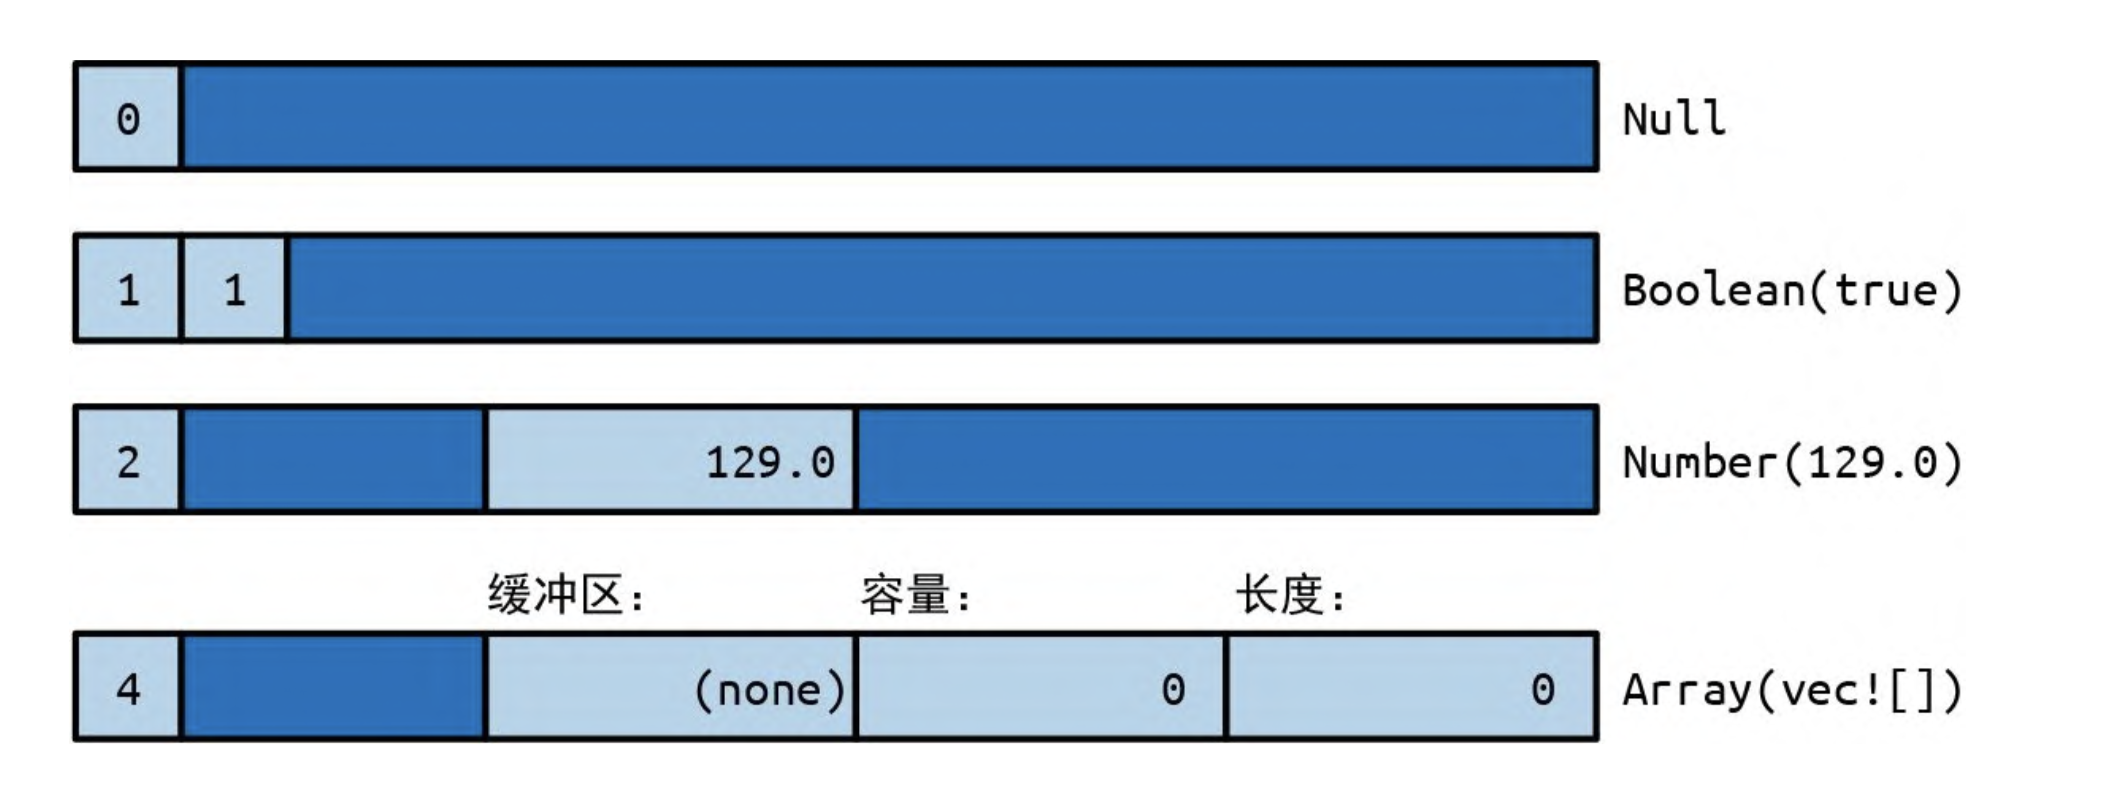 0 Null
1 1 Boolean(true)
2 129.0 Number(129.0)
缓冲区： 容量： 长度：
4 (none) 0 0 Array(vec![])